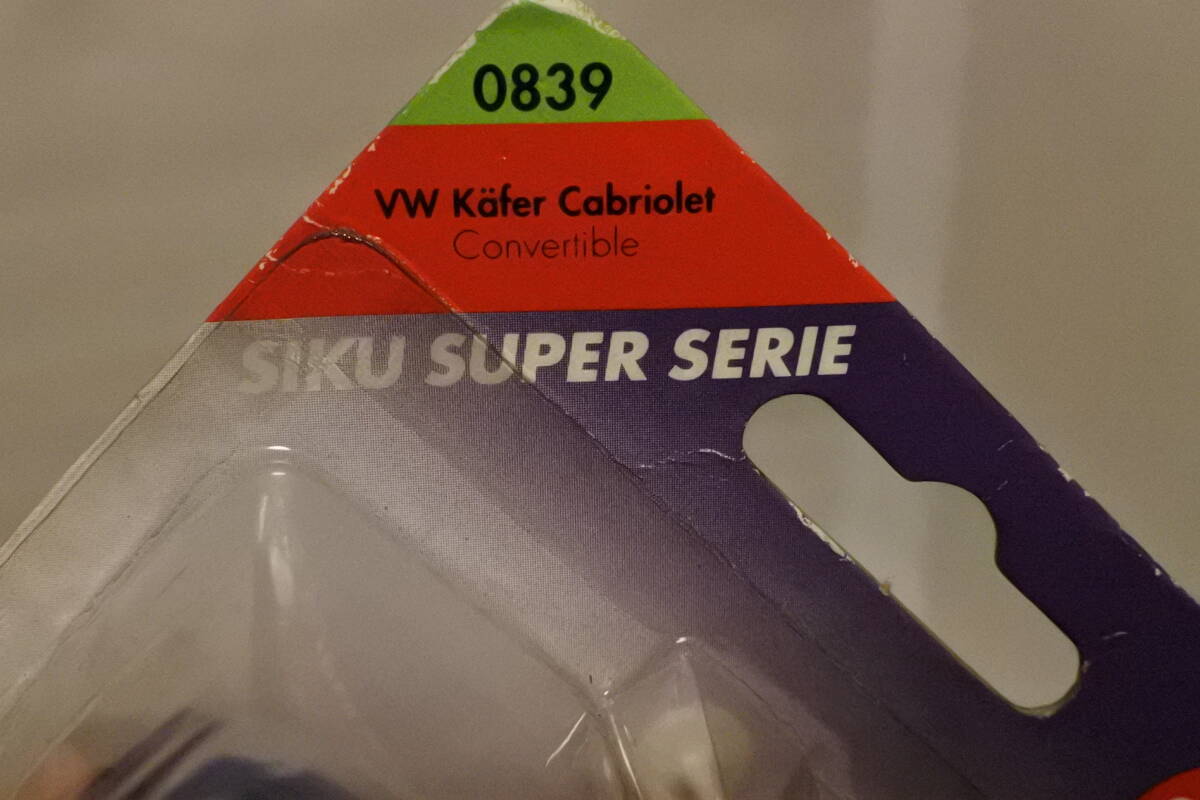 0839
VW Käfer Cabriolet
Convertible
SIKU SUPER SERIE